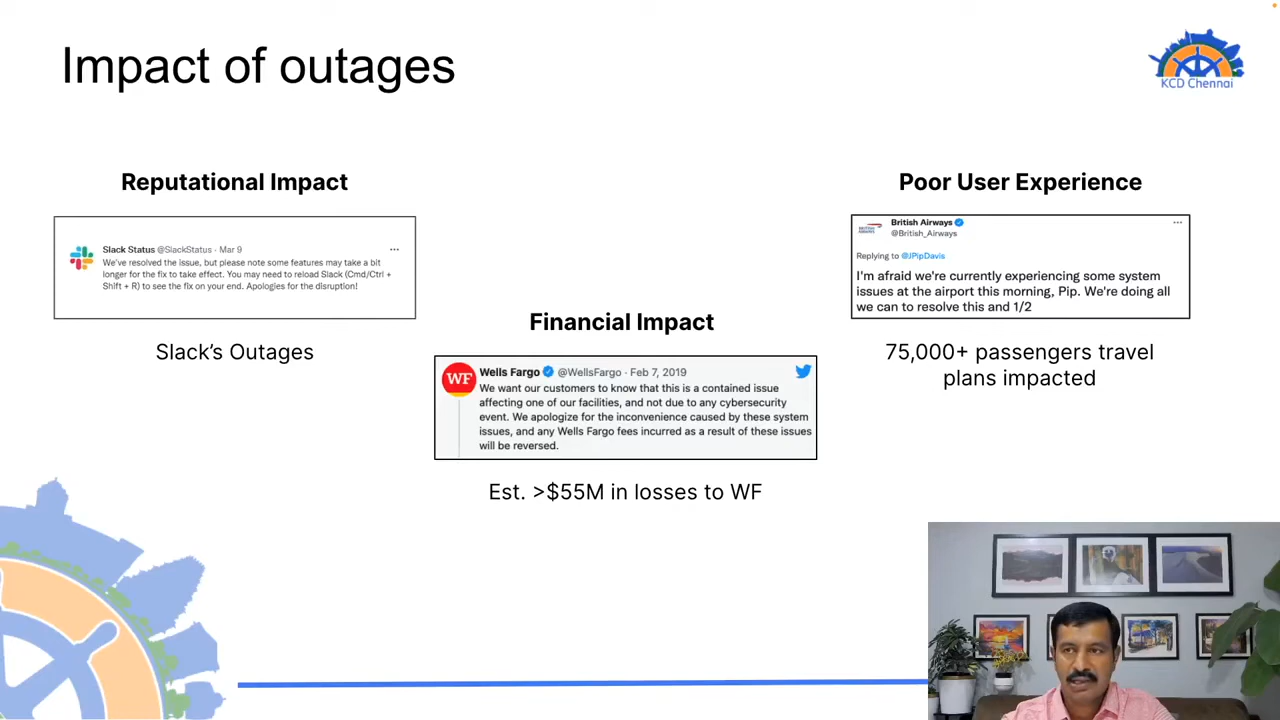 Impact of outages
KCD Chennai
Reputational Impact
Slack Status @SlackStatus · Mar 9
We've resolved the issue, but please note some features may take a bit
longer for the fix to take effect. You may need to reload Slack (Cmd/Ctrl +
Shift + R) to see the fix on your end. Apologies for the disruption!
Slack's Outages
Financial Impact
WF
Wells Fargo @WellsFargo · Feb 7, 2019
We want our customers to know that this is a contained issue
affecting one of our facilities, and not due to any cybersecurity
event. We apologize for the inconvenience caused by these system
issues, and any Wells Fargo fees incurred as a result of these issues
will be reversed.
Est. >$55M in losses to WF
Poor User Experience
British Airways
@British_Airways
Replying to @JPipDavis
I'm afraid we're currently experiencing some system
issues at the airport this morning, Pip. We're doing all
we can to resolve this and 1/2
75,000+ passengers travel
plans impacted